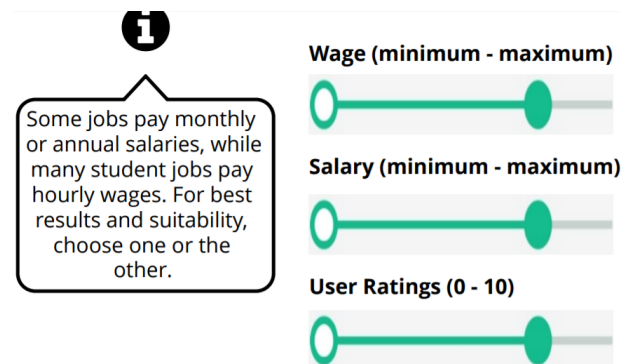 Some jobs pay monthly
or annual salaries, while
many student jobs pay
hourly wages. For best
results and suitability,
choose one or the
other.
Wage (minimum - maximum)
Salary (minimum - maximum)
User Ratings (0 - 10)